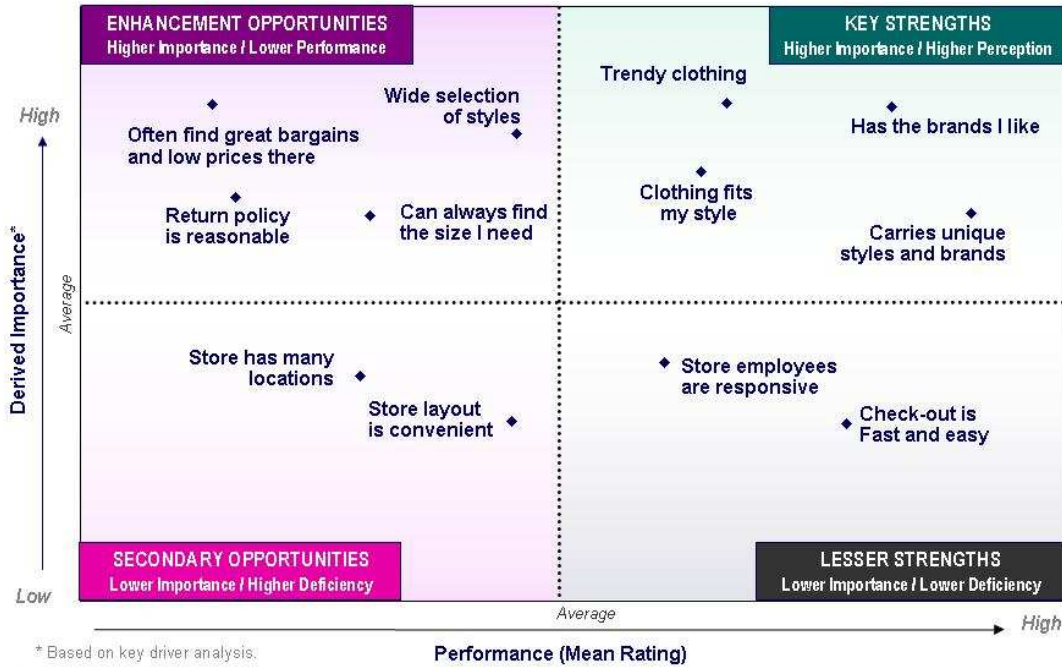 ENHANCEMENT OPPORTUNITIES
Higher Importance / Lower Performance
KEY STRENGTHS
Higher Importance / Higher Perception
High
Often find great bargains
and low prices there
Wide selection
of styles
Trendy clothing
Has the brands I like
Return policy
is reasonable
Can always find
the size I need
Clothing fits
my style
Carries unique
styles and brands
Derived Importance*
Average
Store has many
locations
Store layout
is convenient
Store employees
are responsive
Check-out is
Fast and easy
SECONDARY OPPORTUNITIES
Lower Importance / Higher Deficiency
LESSER STRENGTHS
Lower Importance / Lower Deficiency
Low
Average
High
* Based on key driver analysis.
Performance (Mean Rating)